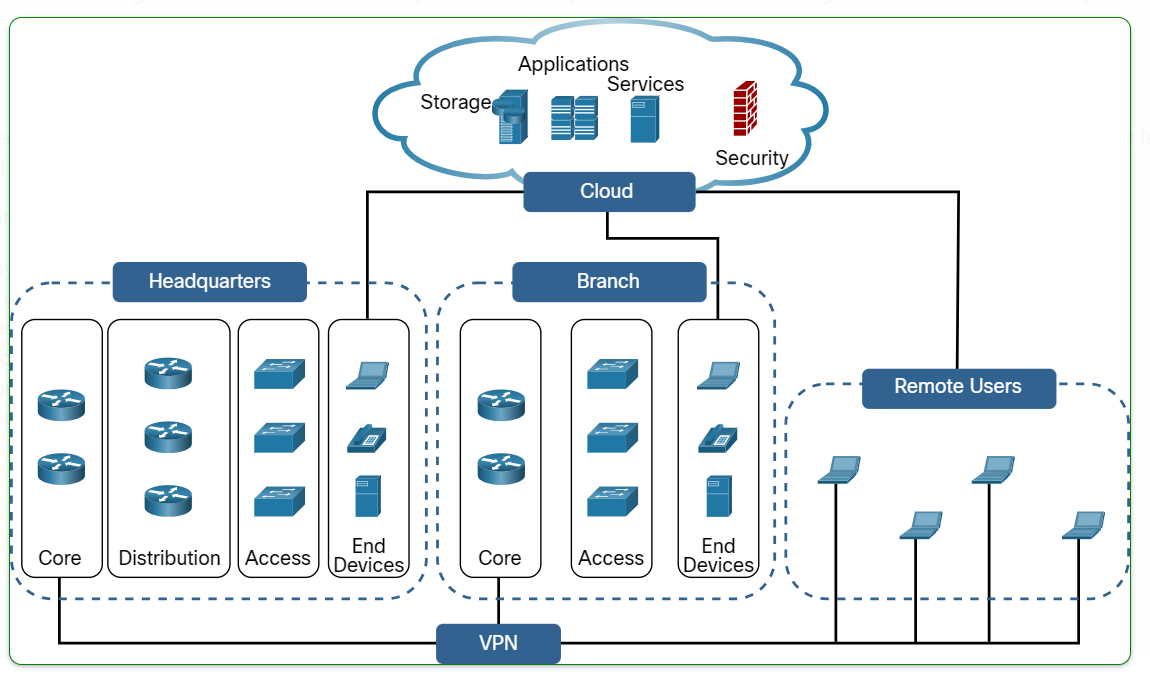 Applications
Services
Storage
Security
Cloud
Headquarters
Branch
Remote Users
Core
Distribution
Access
End
Devices
Core
Access
End
Devices
VPN